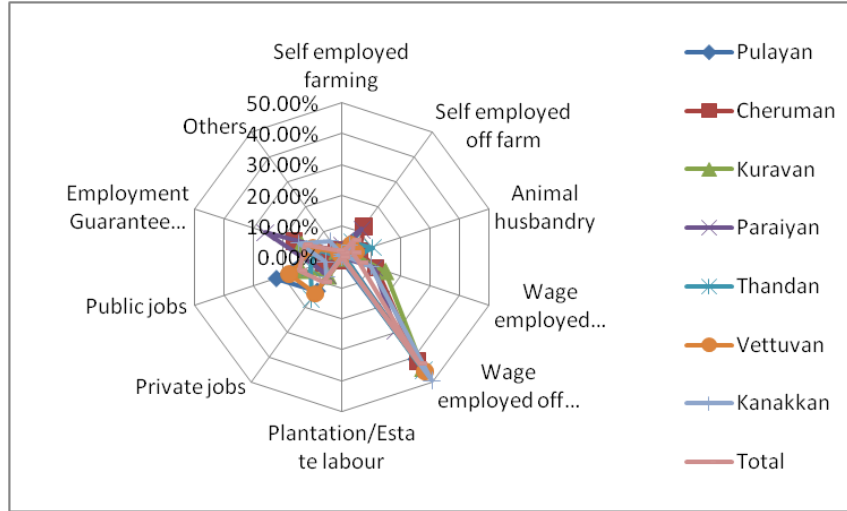 Self employed
farming
50.00%
40.00%
30.00%
20.00%
10.00%
0.00%
Self employed
off farm
Animal
husbandry
Wage
employed...
Wage
employed off...
Plantation/Esta
te labour
Private jobs
Public jobs
Employment
Guarantee...
Others
Pulayan
Cheruman
Kuravan
Paraiyan
Thandan
Vettuvan
Kanakkan
Total